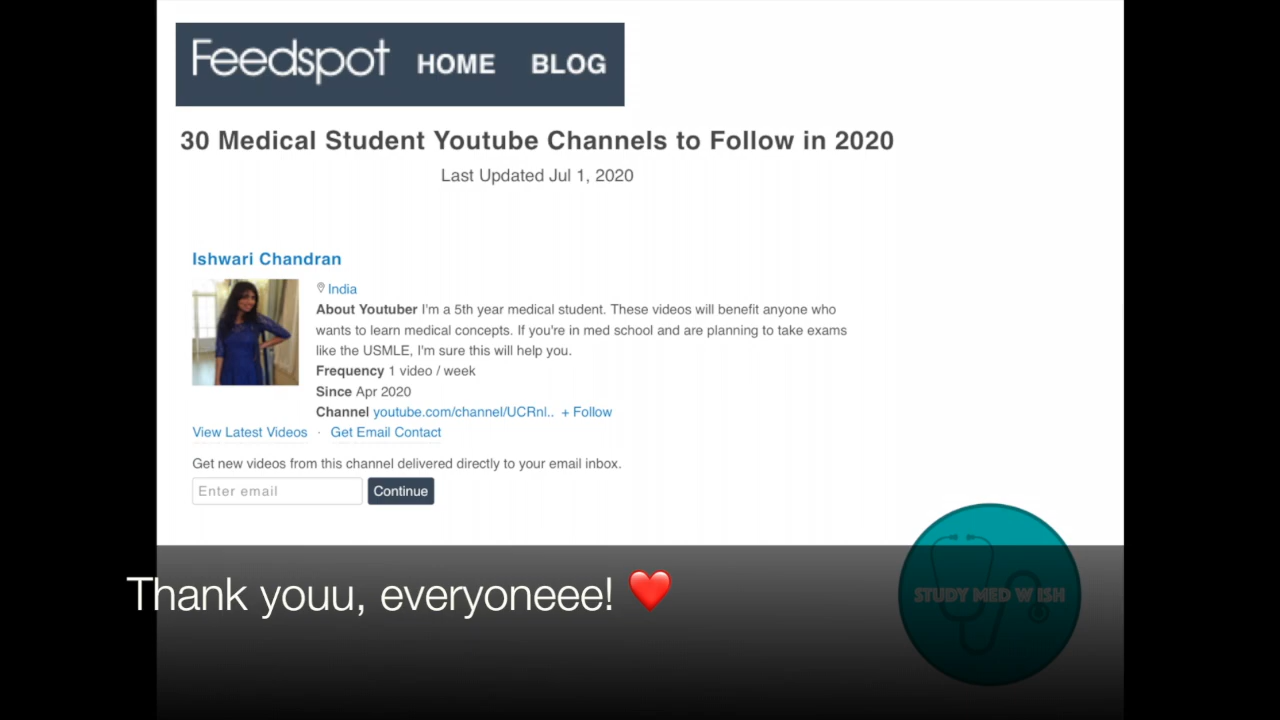 Feedspot HOME BLOG
30 Medical Student Youtube Channels to Follow in 2020
Last Updated Jul 1, 2020
Ishwari Chandran
India
About Youtuber I'm a 5th year medical student. These videos will benefit anyone who
wants to learn medical concepts. If you're in med school and are planning to take exams
like the USMLE, I'm sure this will help you.
Frequency 1 video / week
Since Apr 2020
Channel youtube.com/channel/UCRnl.. + Follow
View Latest Videos · Get Email Contact
Get new videos from this channel delivered directly to your email inbox.
Enter email Continue
Thank youu, everyoneee! ❤️
STUDY MED W ISH